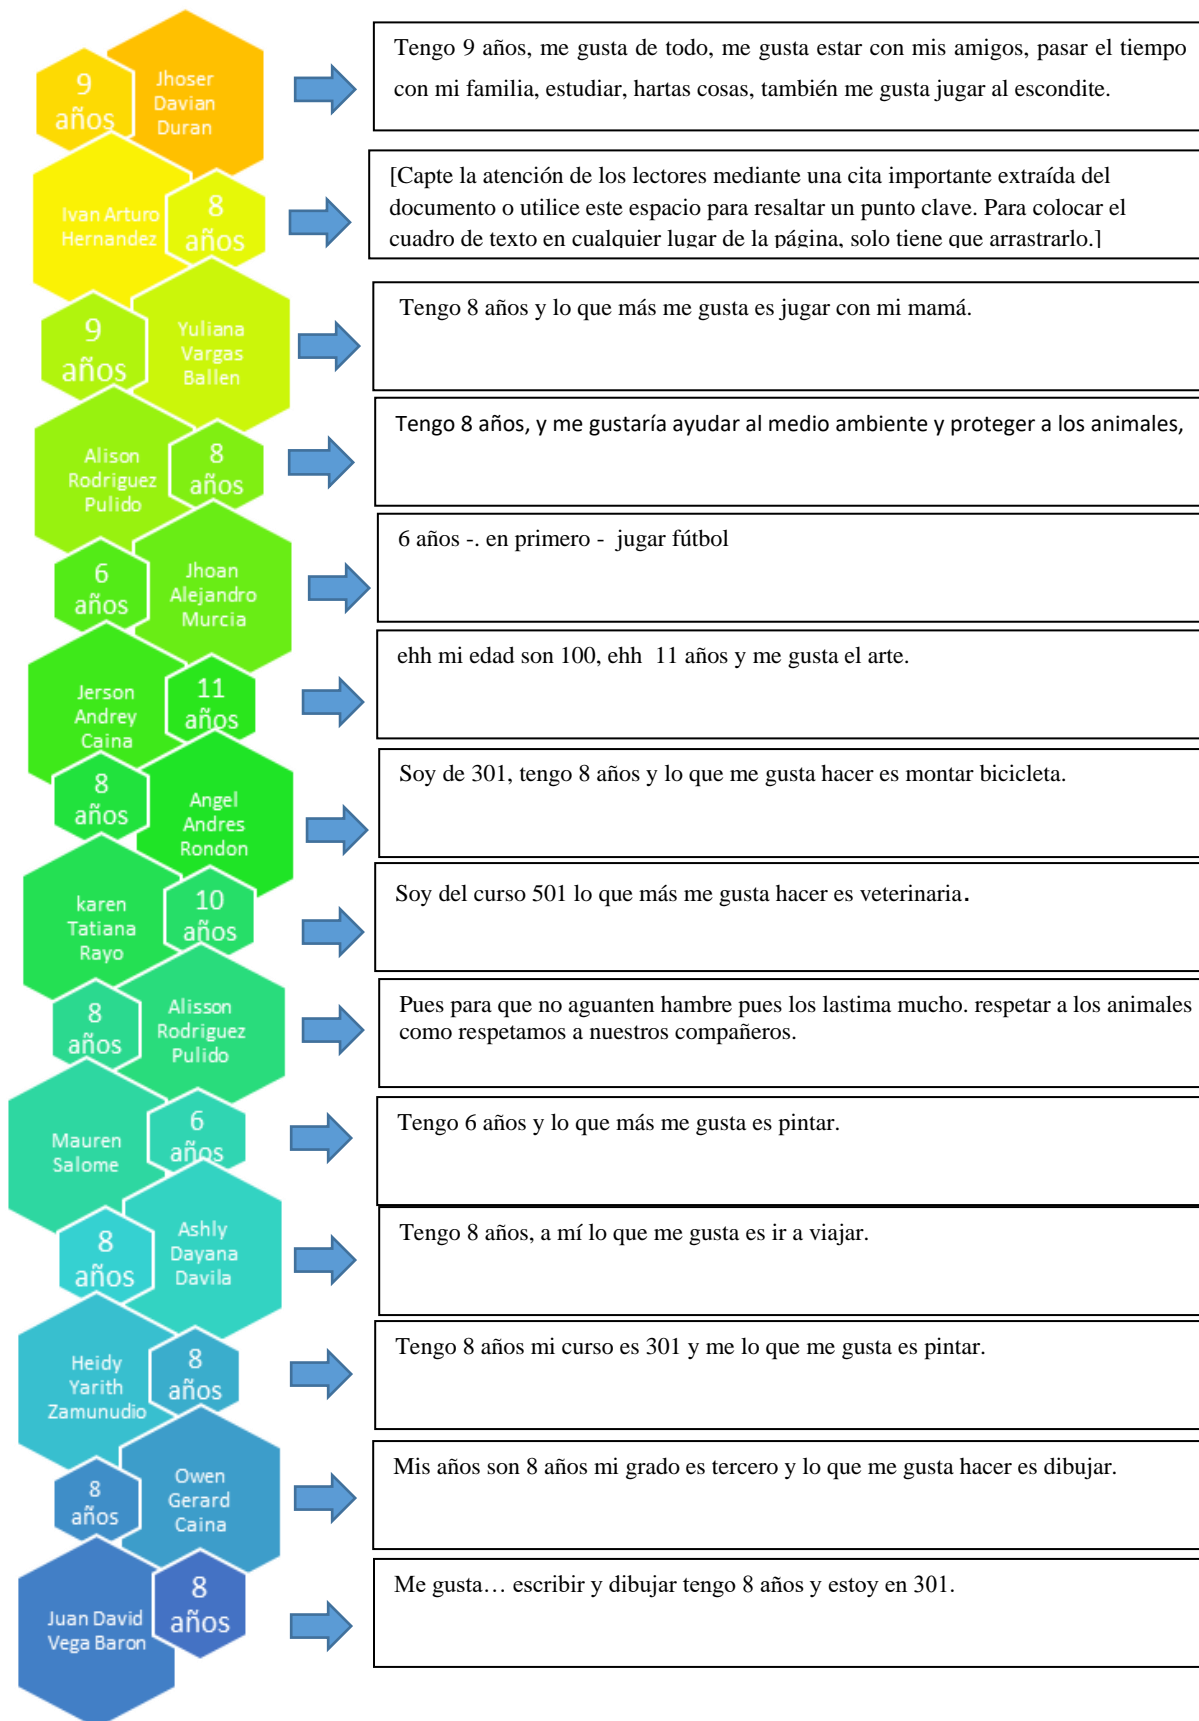 9
años
Jhoser
Davian
Duran
Tengo 9 años, me gusta de todo, me gusta estar con mis amigos, pasar el tiempo
con mi familia, estudiar, hartas cosas, también me gusta jugar al escondite.
Ivan Arturo
Hernandez
8
años
[Capte la atención de los lectores mediante una cita importante extraída del
documento o utilice este espacio para resaltar un punto clave. Para colocar el
cuadro de texto en cualquier lugar de la página, solo tiene que arrastrarlo.]
9
años
Yuliana
Vargas
Ballen
Tengo 8 años y lo que más me gusta es jugar con mi mamá.
Alison
Rodriguez
Pulido
8
años
Tengo 8 años, y me gustaría ayudar al medio ambiente y proteger a los animales,
6
años
Jhoan
Alejandro
Murcia
6 años -. en primero - jugar fútbol
Jerson
Andrey
Caina
11
años
ehh mi edad son 100, ehh 11 años y me gusta el arte.
8
años
Angel
Andres
Rondon
Soy de 301, tengo 8 años y lo que me gusta hacer es montar bicicleta.
karen
Tatiana
Rayo
10
años
Soy del curso 501 lo que más me gusta hacer es veterinaria.
8
años
Alisson
Rodriguez
Pulido
Pues para que no aguanten hambre pues los lastima mucho. respetar a los animales
como respetamos a nuestros compañeros.
Mauren
Salome
6
años
Tengo 6 años y lo que más me gusta es pintar.
8
años
Ashly
Dayana
Davila
Tengo 8 años, a mí lo que me gusta es ir a viajar.
Heidy
Yarith
Zamunudio
8
años
Tengo 8 años mi curso es 301 y me lo que me gusta es pintar.
8
años
Owen
Gerard
Caina
Mis años son 8 años mi grado es tercero y lo que me gusta hacer es dibujar.
Juan David
Vega Baron
8
años
Me gusta… escribir y dibujar tengo 8 años y estoy en 301.